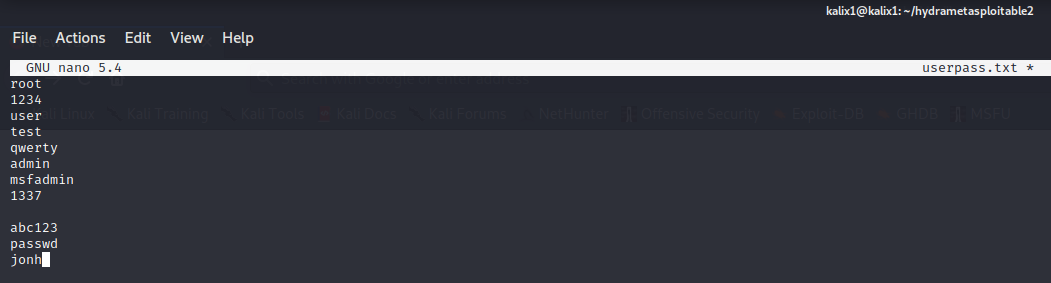 kalix1@kalix1: ~/hydrametasploitable2
File Actions Edit View Help
GNU nano 5.4 userpass.txt *
root
1234
user
Kali Linux Kali Training Kali Tools Kali Docs Kali Forums NetHunter Offensive Security Exploit-DB GHDB MSFU
test
qwerty
admin
msfadmin
1337
abc123
passwd
jonh